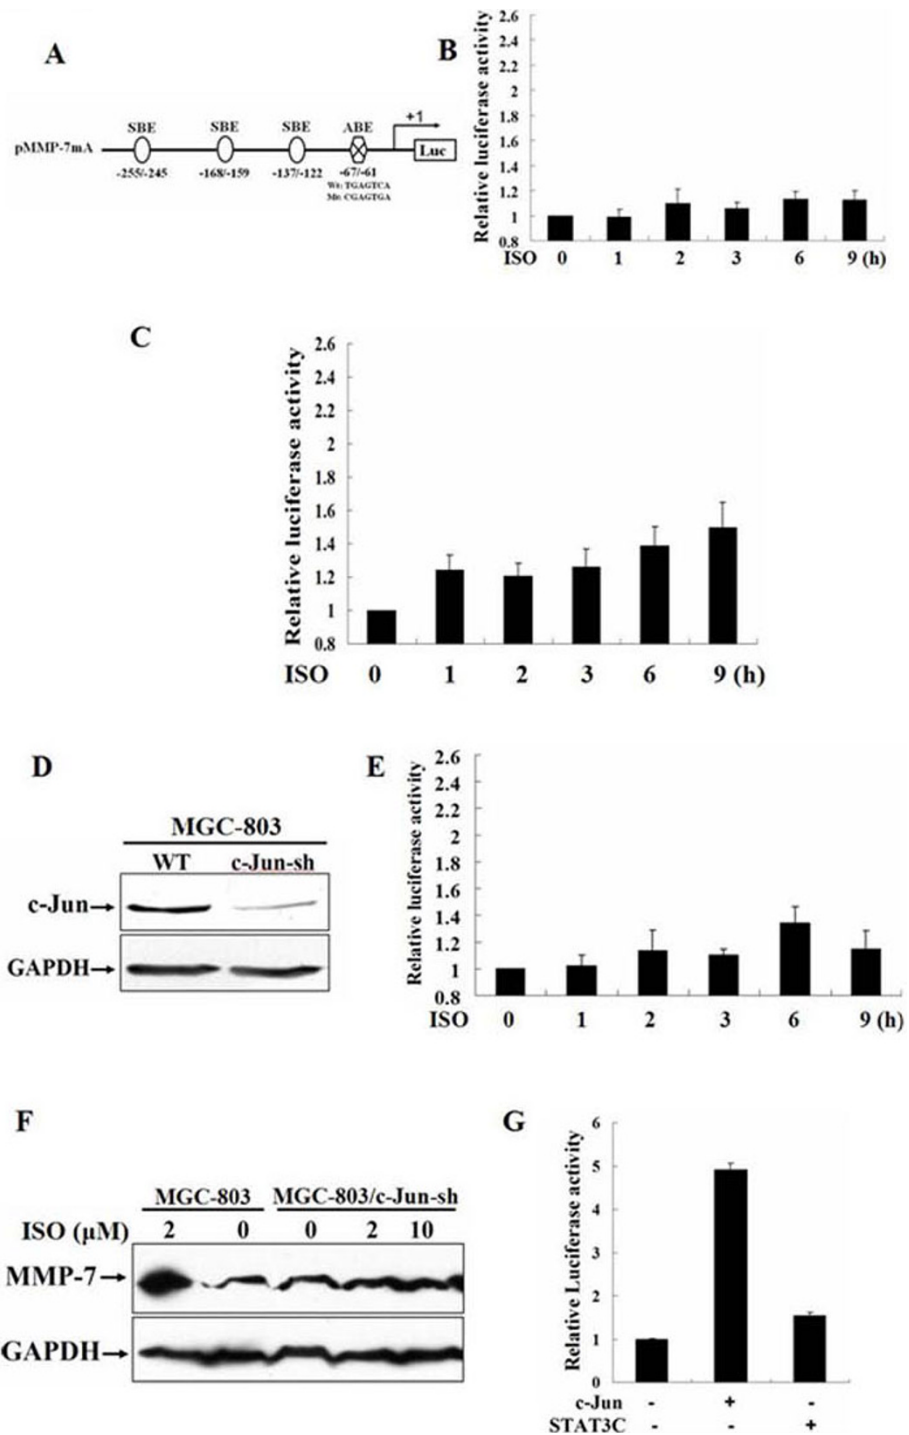 A
SBE SBE SBE ABE +1
pMMP-7mA Luc
-255/-245 -168/-159 -137/-122 -67/-61
Wt: TGAGTCA
Mt: CGAGTGA
B
Relative luciferase activity
2.6
2.4
2.2
2
1.8
1.6
1.4
1.2
1
0.8
ISO 0 1 2 3 6 9 (h)
C
Relative luciferase activity
2.6
2.4
2.2
2
1.8
1.6
1.4
1.2
1
0.8
ISO 0 1 2 3 6 9 (h)
D
MGC-803
WT c-Jun-sh
c-Jun
GAPDH
E
Relative luciferase activity
2.6
2.4
2.2
2
1.8
1.6
1.4
1.2
1
0.8
ISO 0 1 2 3 6 9 (h)
F
MGC-803 MGC-803/c-Jun-sh
ISO (μM) 2 0 0 2 10
MMP-7
GAPDH
G
Relative Luciferase activity
6
5
4
3
2
1
0
c-Jun - + -
STAT3C - - +